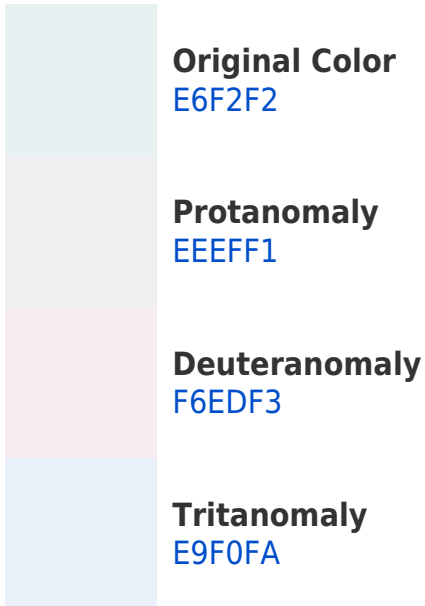 Original Color
E6F2F2
Protanomaly
EEEFF1
Deuteranomaly
F6EDF3
Tritanomaly
E9F0FA